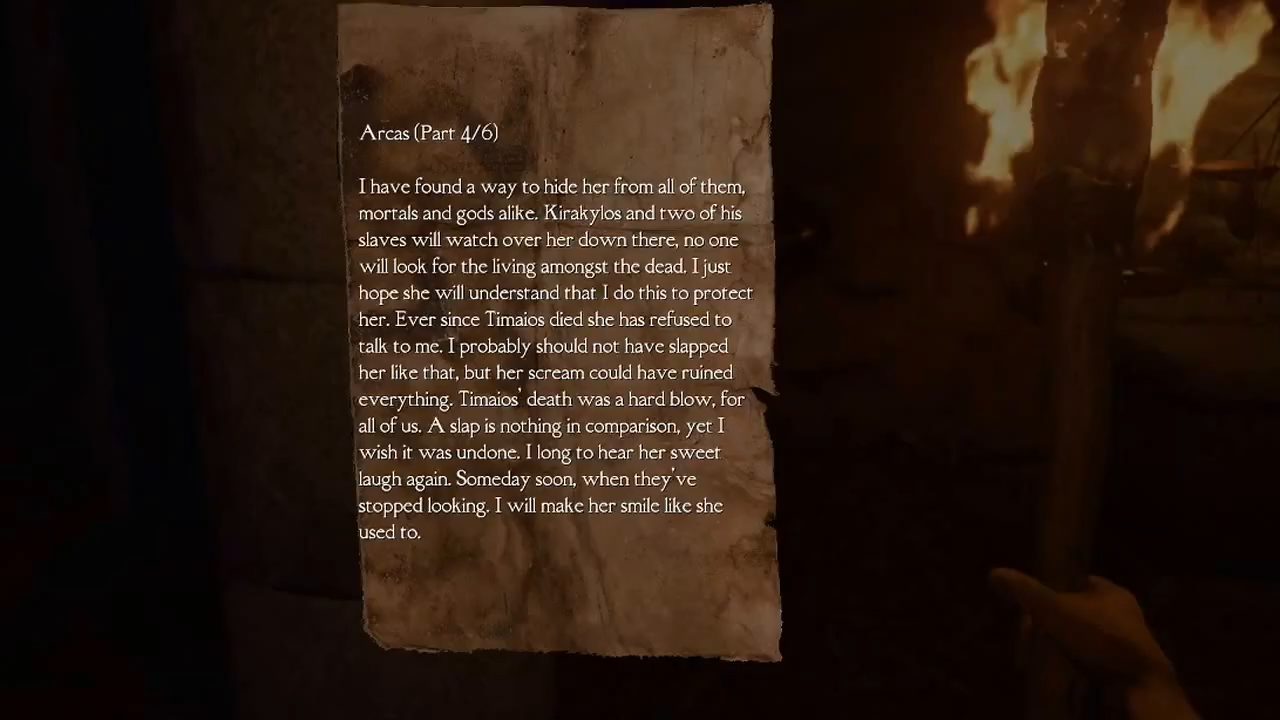 Arcas (Part 4/6)
I have found a way to hide her from all of them,
mortals and gods alike. Kirakylos and two of his
slaves will watch over her down there, no one
will look for the living amongst the dead. I just
hope she will understand that I do this to protect
her. Ever since Timaios died she has refused to
talk to me. I probably should not have slapped
her like that, but her scream could have ruined
everything. Timaios' death was a hard blow, for
all of us. A slap is nothing in comparison, yet I
wish it was undone. I long to hear her sweet
laugh again. Someday soon, when they've
stopped looking. I will make her smile like she
used to.